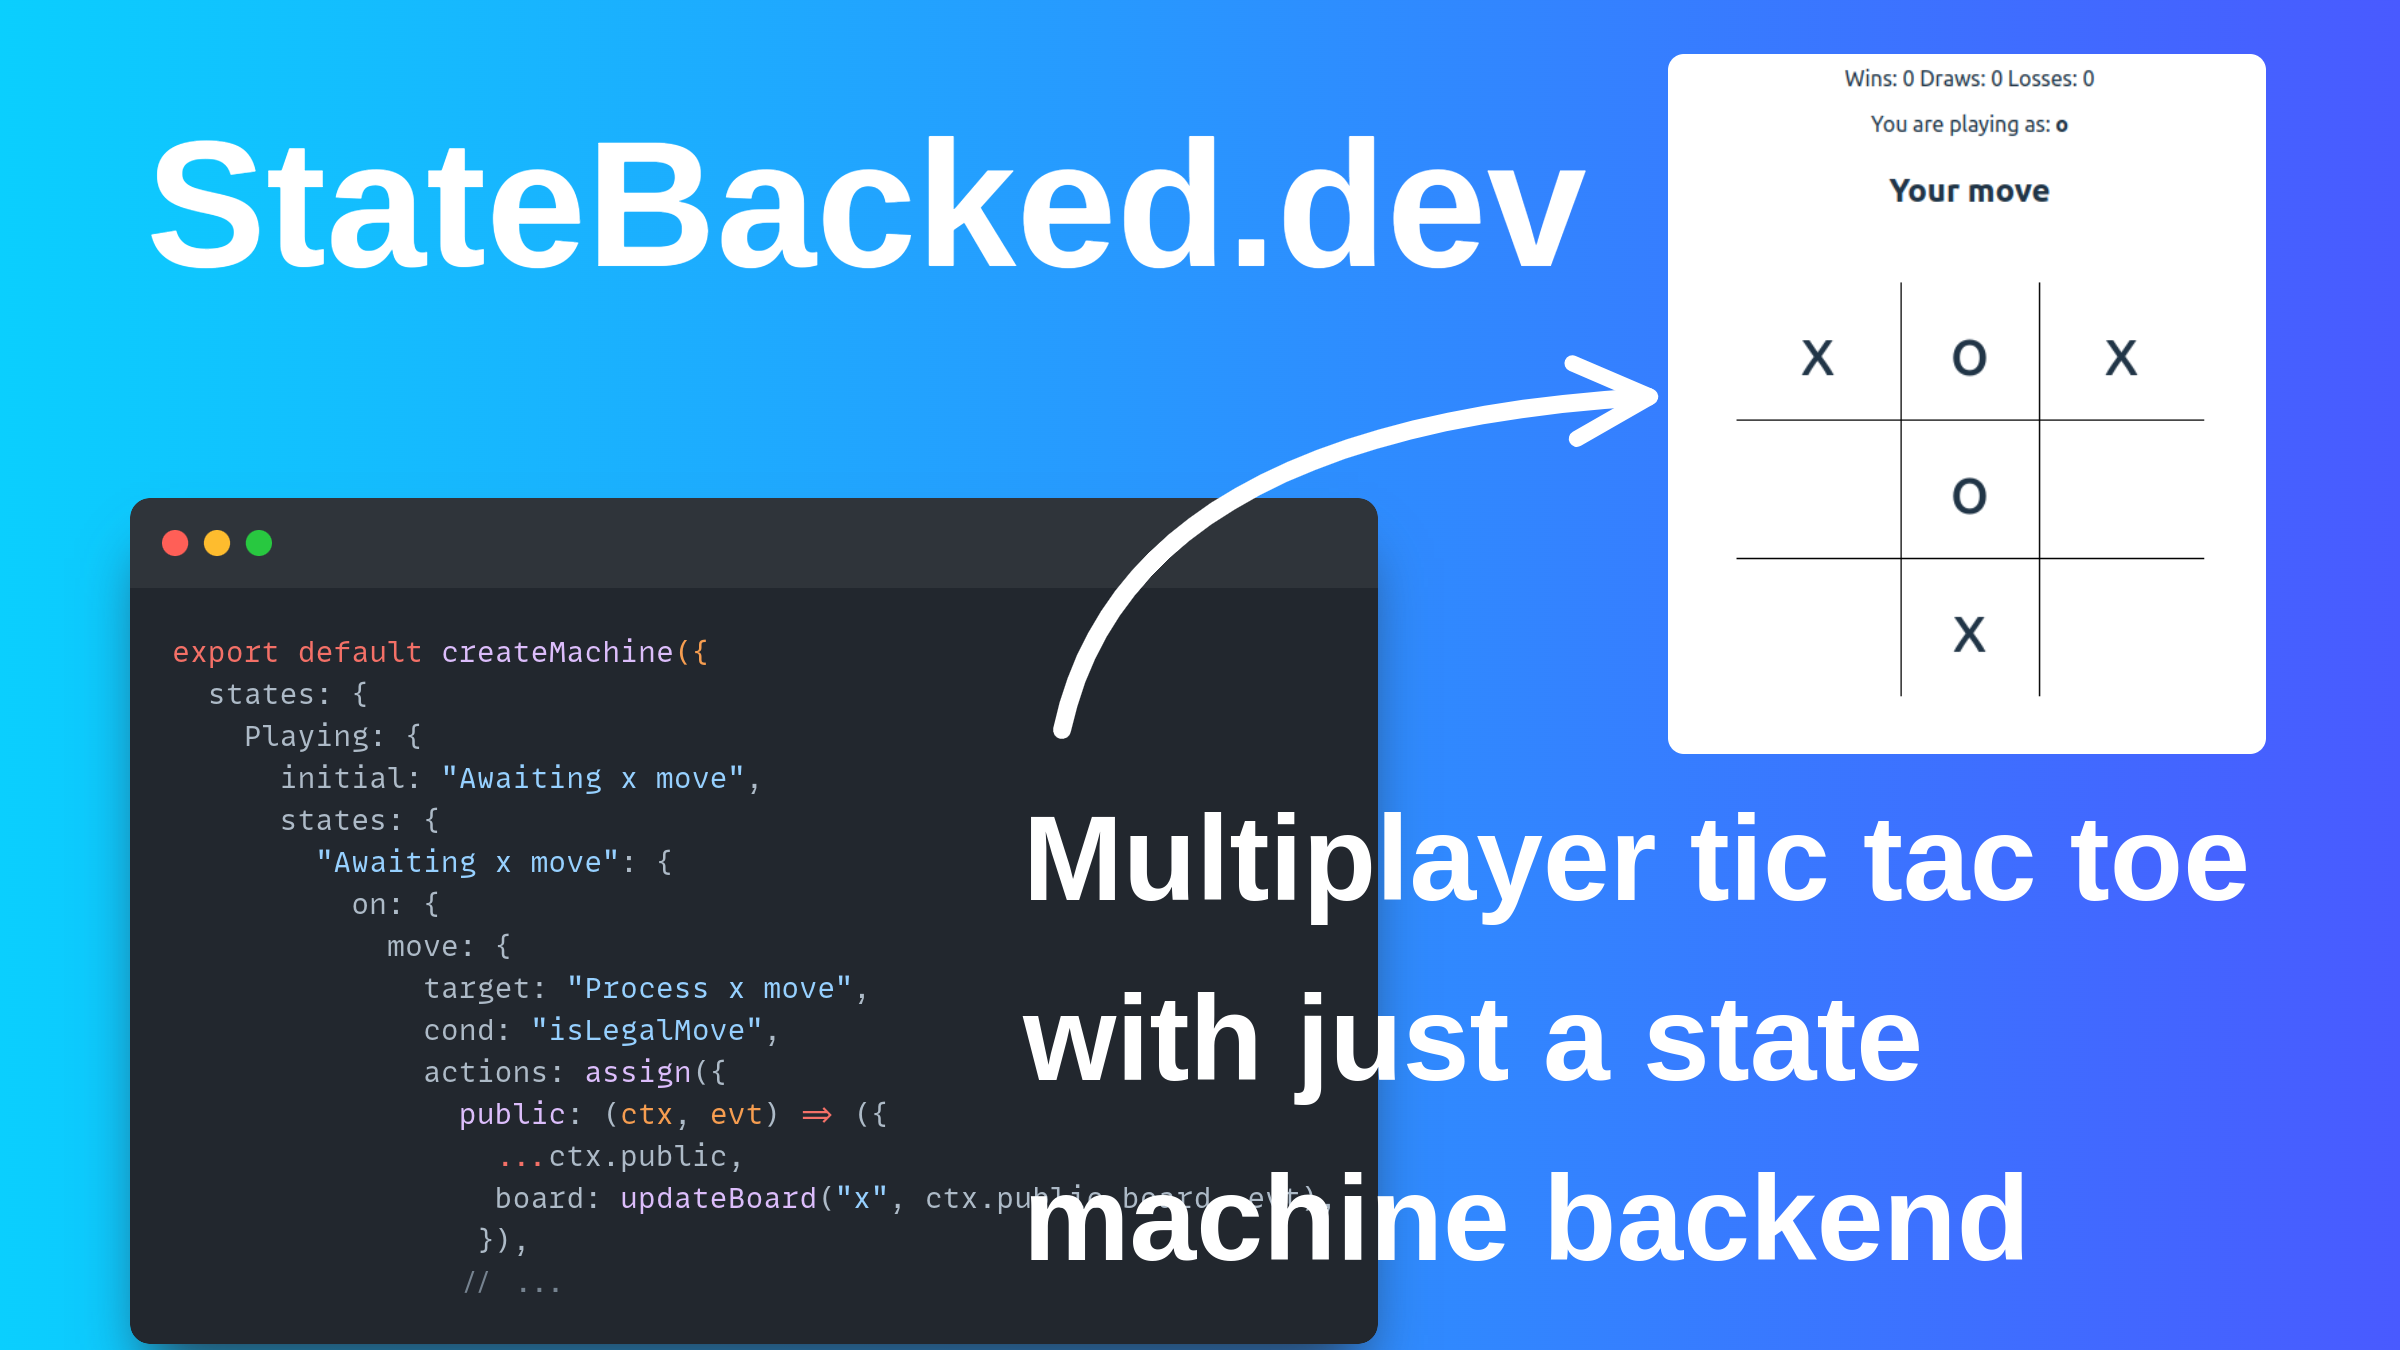 StateBacked.dev
Wins: 0 Draws: 0 Losses: 0
You are playing as: o
Your move
X O X
O
X
export default createMachine({
states: {
Playing: {
initial: "Awaiting x move",
states: {
"Awaiting x move": {
on: {
move: {
target: "Process x move",
cond: "isLegalMove",
actions: assign({
public: (ctx, evt) => ({
...ctx.public,
board: updateBoard("x", ctx.public.board, evt),
}),
// ...
Multiplayer tic tac toe
with just a state
machine backend